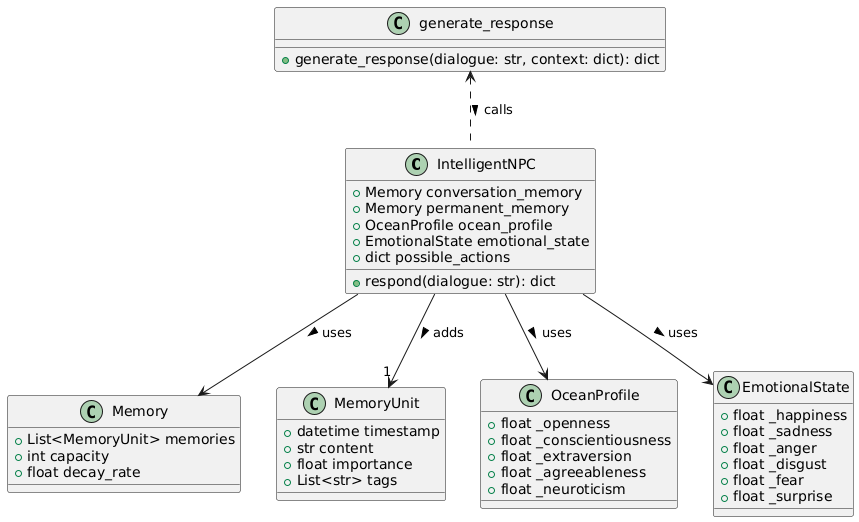 C generate_response
generate_response(dialogue: str, context: dict): dict
calls
C IntelligentNPC
Memory conversation_memory
Memory permanent_memory
OceanProfile ocean_profile
EmotionalState emotional_state
dict possible_actions
respond(dialogue: str): dict
uses
adds
uses
uses
1
C Memory
List<MemoryUnit> memories
int capacity
float decay_rate
C MemoryUnit
datetime timestamp
str content
float importance
List<str> tags
C OceanProfile
float _openness
float _conscientiousness
float _extraversion
float _agreeableness
float _neuroticism
C EmotionalState
float _happiness
float _sadness
float _anger
float _disgust
float _fear
float _surprise